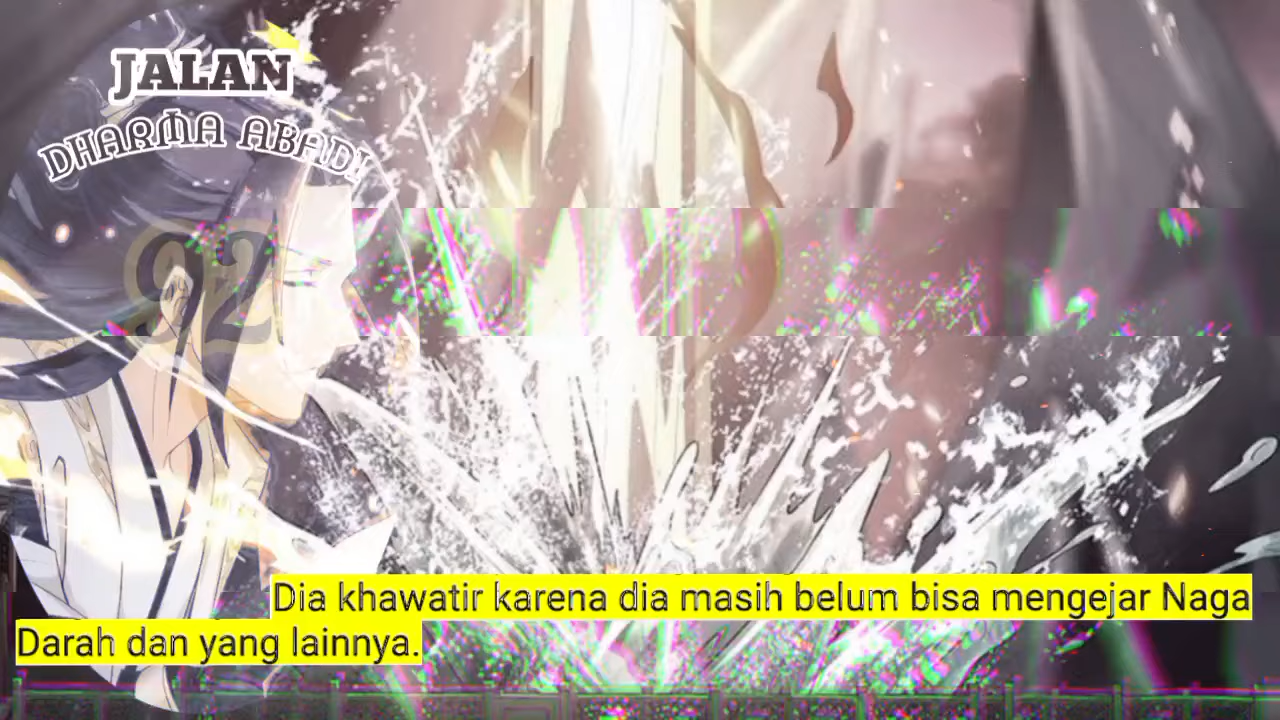 JALAN
DHARMA ABADI
92
Dia khawatir karena dia masih belum bisa mengejar Naga
Darah dan yang lainnya.